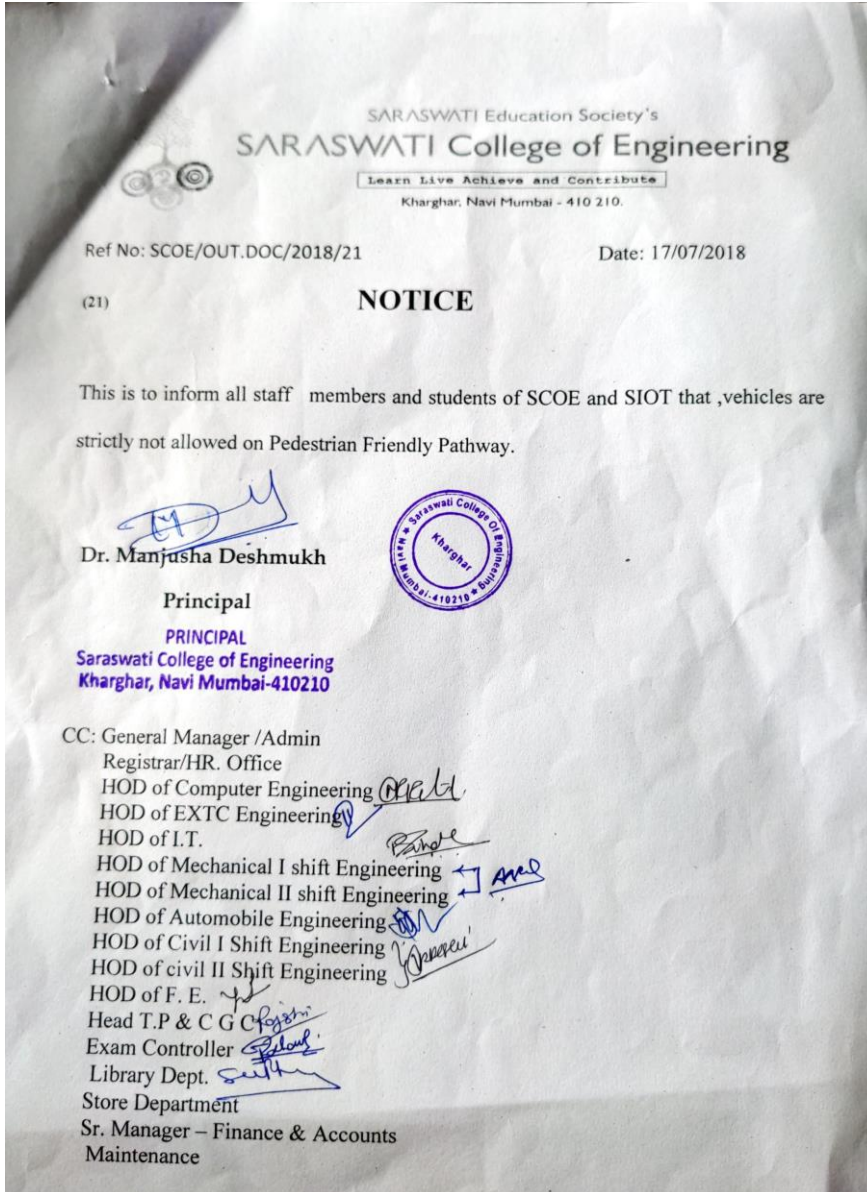 SARASWATI Education Society's
SARASWATI College of Engineering
Learn Live Achieve and Contribute
Kharghar, Navi Mumbai - 410 210.
Ref No: SCOE/OUT.DOC/2018/21 Date: 17/07/2018
(21) NOTICE
This is to inform all staff members and students of SCOE and SIOT that ,vehicles are
strictly not allowed on Pedestrian Friendly Pathway.
Saraswati College Of Engineering
Kharghar
Navi Mumbai-410210
Dr. Manjusha Deshmukh
Principal
PRINCIPAL
Saraswati College of Engineering
Kharghar, Navi Mumbai-410210
CC: General Manager /Admin
Registrar/HR. Office
HOD of Computer Engineering
HOD of EXTC Engineering
HOD of I.T.
HOD of Mechanical I shift Engineering
HOD of Mechanical II shift Engineering
HOD of Automobile Engineering
HOD of Civil I Shift Engineering
HOD of civil II Shift Engineering
HOD of F. E.
Head T.P & C G C
Exam Controller
Library Dept.
Store Department
Sr. Manager – Finance & Accounts
Maintenance